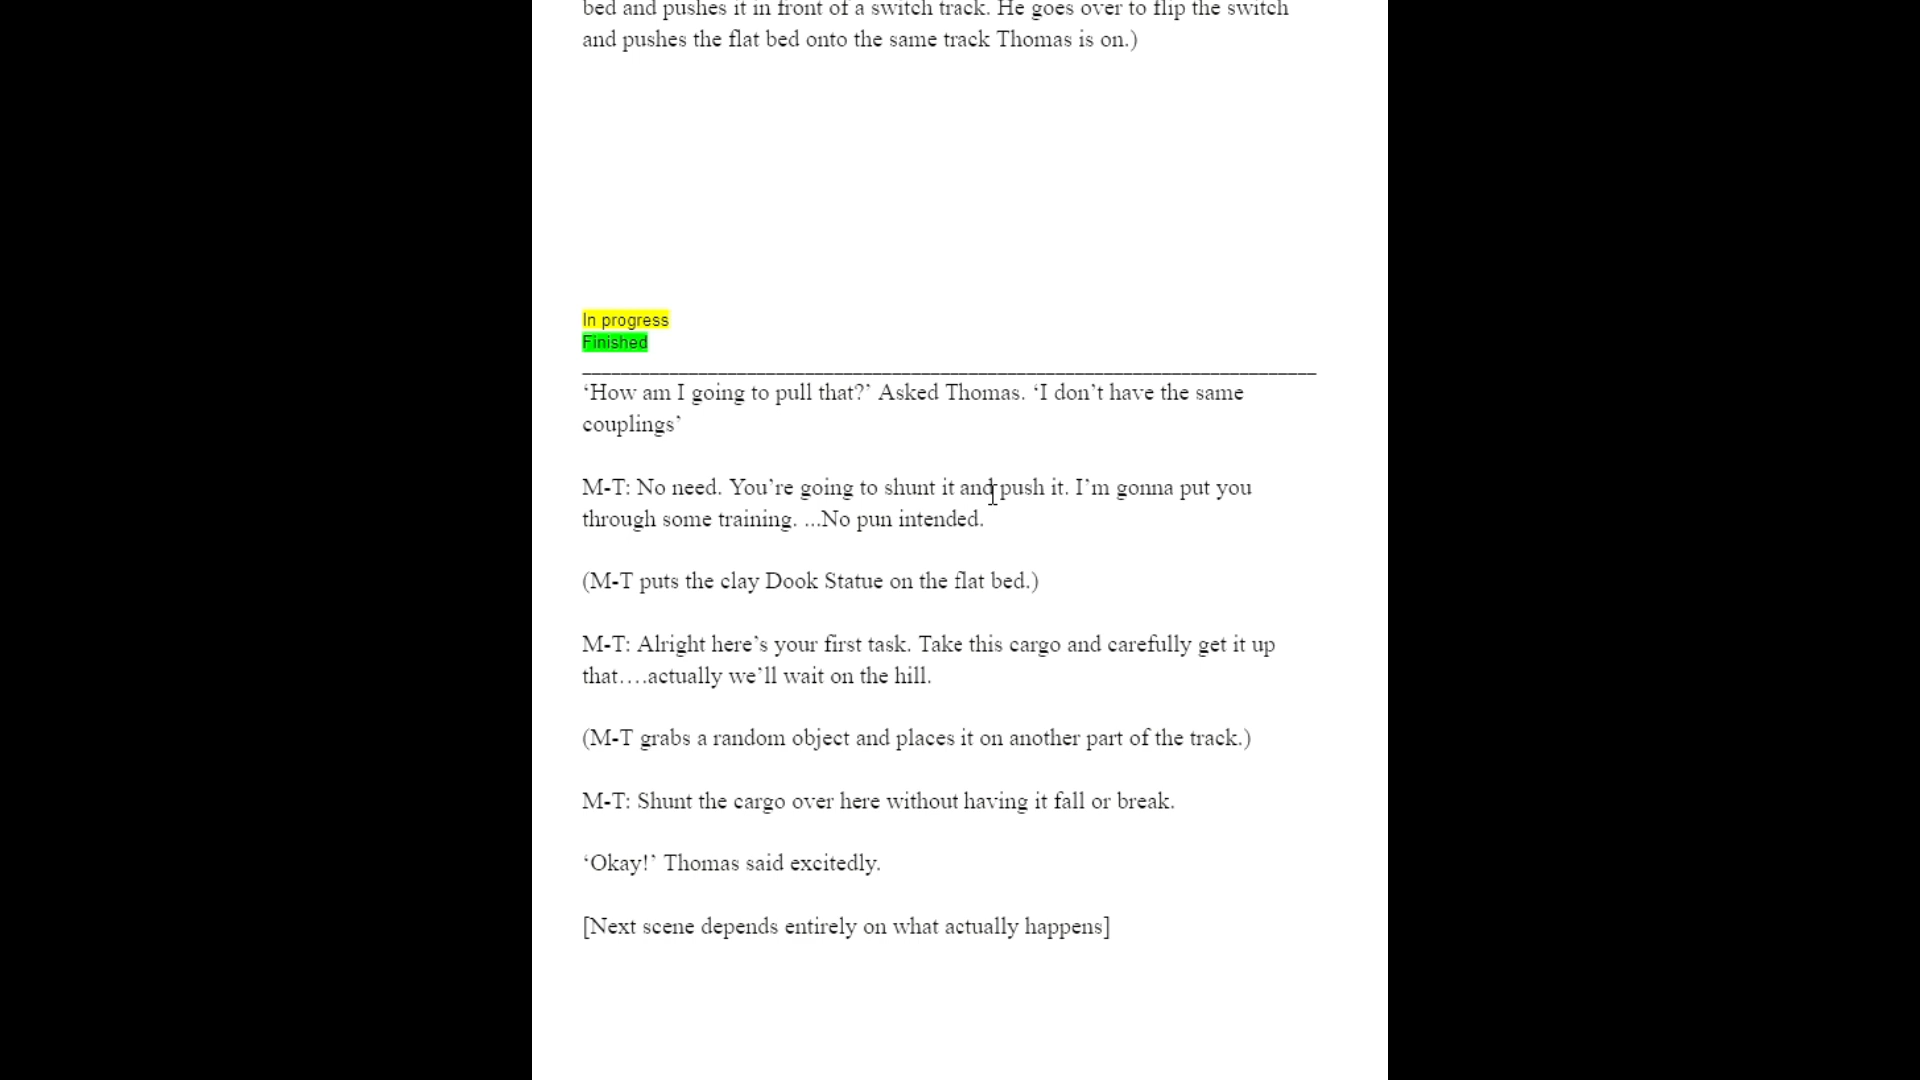 bed and pushes it in front of a switch track. He goes over to flip the switch
and pushes the flat bed onto the same track Thomas is on.)
In progress
Finished
‘How am I going to pull that?’ Asked Thomas. ‘I don’t have the same
couplings’
M-T: No need. You’re going to shunt it and push it. I’m gonna put you
through some training. ...No pun intended.
(M-T puts the clay Dook Statue on the flat bed.)
M-T: Alright here’s your first task. Take this cargo and carefully get it up
that….actually we’ll wait on the hill.
(M-T grabs a random object and places it on another part of the track.)
M-T: Shunt the cargo over here without having it fall or break.
‘Okay!’ Thomas said excitedly.
[Next scene depends entirely on what actually happens]